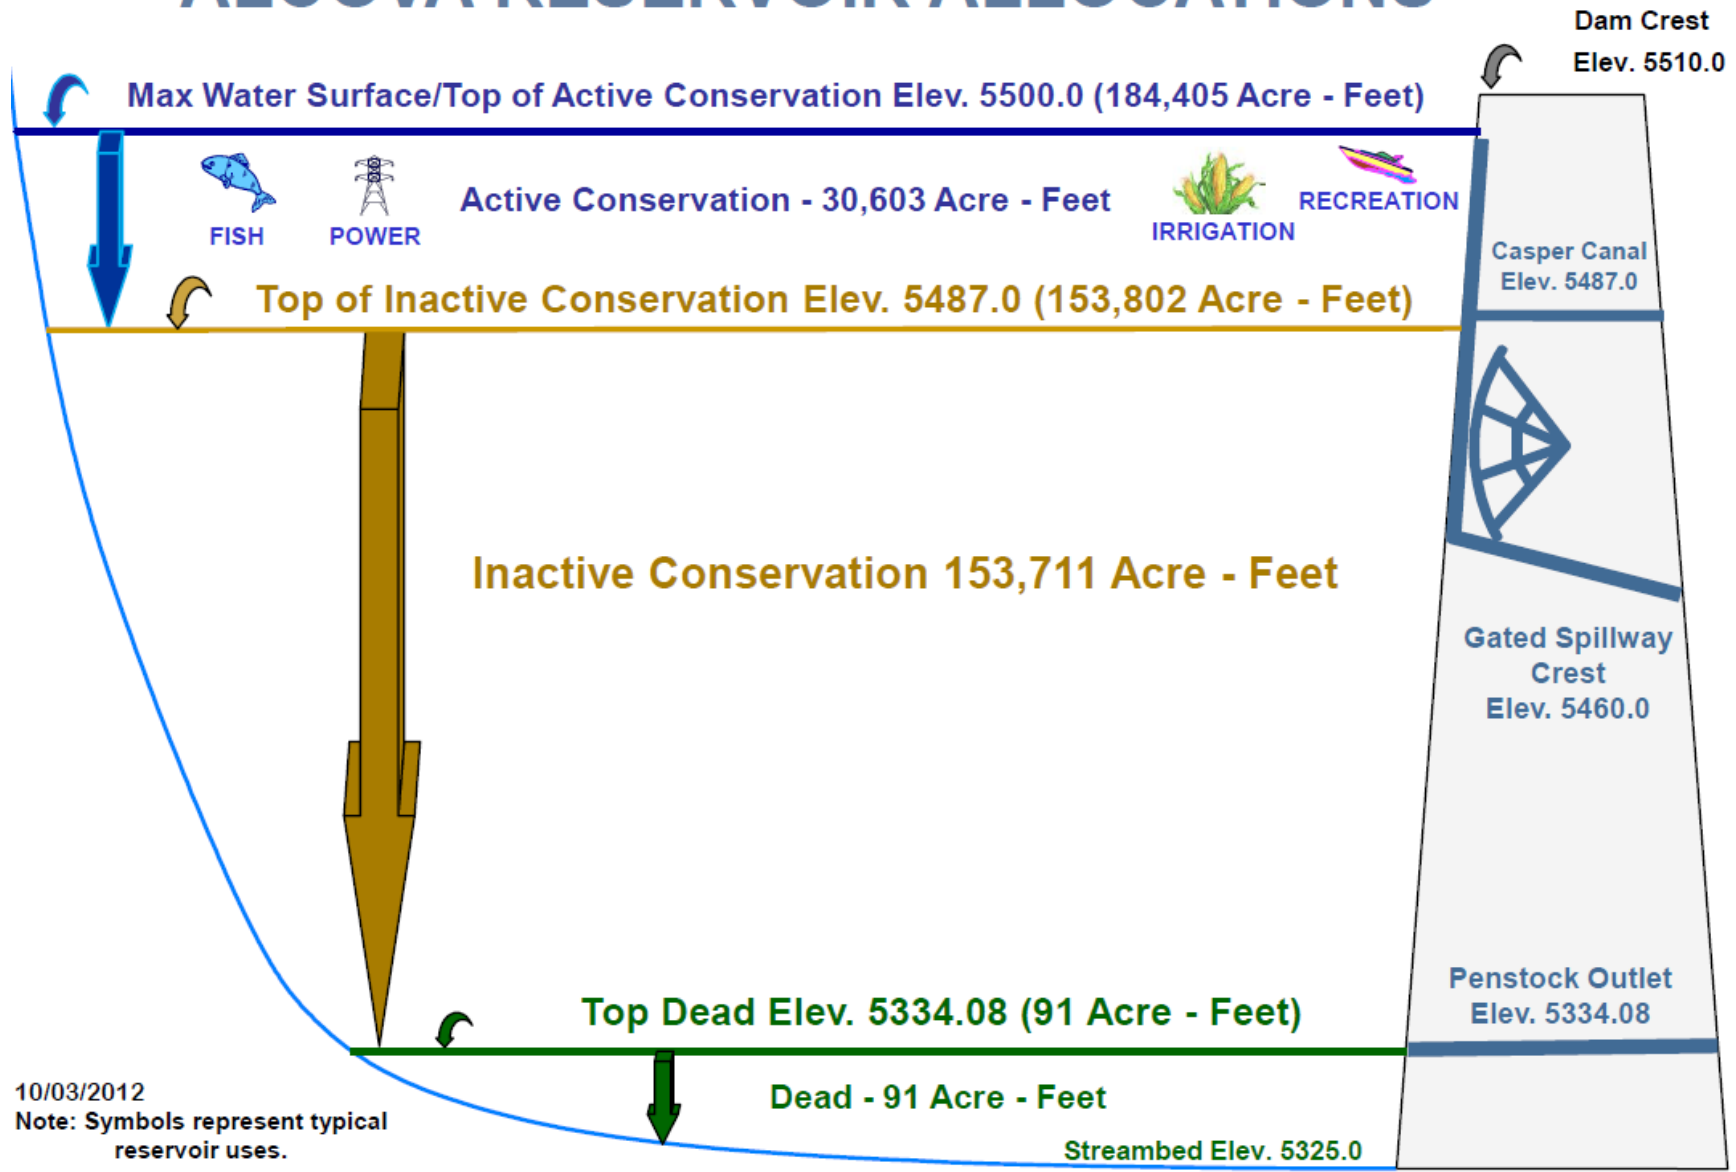 ALCOVA RESERVOIR ALLOCATIONS
Dam Crest
Elev. 5510.0
Max Water Surface/Top of Active Conservation Elev. 5500.0 (184,405 Acre - Feet)
FISH
POWER
Active Conservation - 30,603 Acre - Feet
IRRIGATION
RECREATION
Casper Canal
Elev. 5487.0
Top of Inactive Conservation Elev. 5487.0 (153,802 Acre - Feet)
Inactive Conservation 153,711 Acre - Feet
Gated Spillway
Crest
Elev. 5460.0
Penstock Outlet
Elev. 5334.08
Top Dead Elev. 5334.08 (91 Acre - Feet)
Dead - 91 Acre - Feet
Streambed Elev. 5325.0
10/03/2012
Note: Symbols represent typical
reservoir uses.